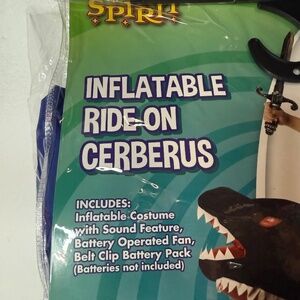 SPIRIT
INFLATABLE
RIDE-ON
CERBERUS
INCLUDES:
Inflatable Costume
with Sound Feature,
Battery Operated Fan,
Belt Clip Battery Pack
(Batteries not included)